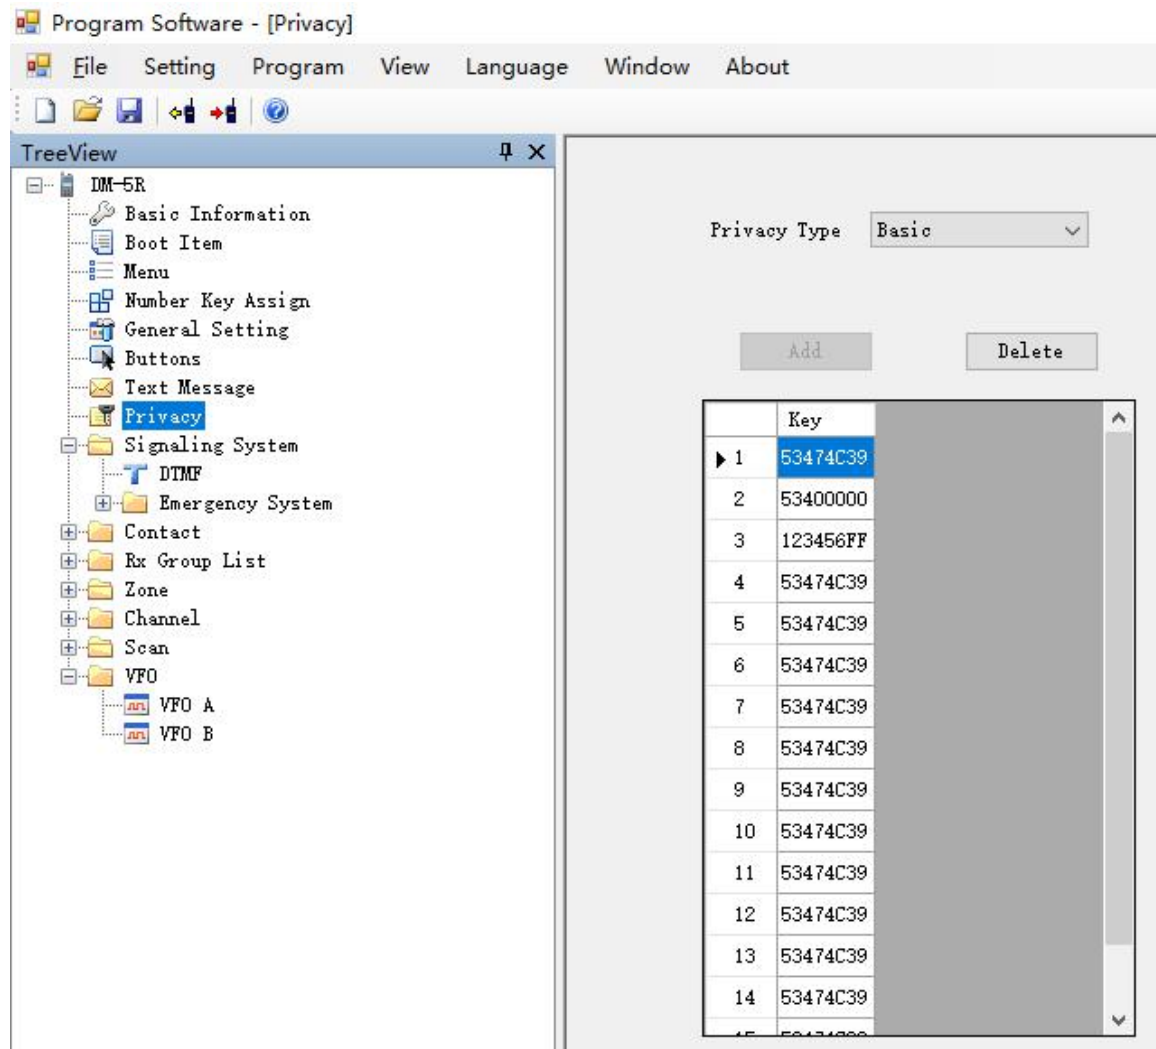 Program Software - [Privacy]
File Setting Program View Language Window About
TreeView
DM-5R
Basic Information
Boot Item
Menu
Number Key Assign
General Setting
Buttons
Text Message
Privacy
Signaling System
DTMF
Emergency System
Contact
Rx Group List
Zone
Channel
Scan
VFO
VFO A
VFO B
Privacy Type Basic
Add Delete
Key
1 53474C39
2 53400000
3 123456FF
4 53474C39
5 53474C39
6 53474C39
7 53474C39
8 53474C39
9 53474C39
10 53474C39
11 53474C39
12 53474C39
13 53474C39
14 53474C39